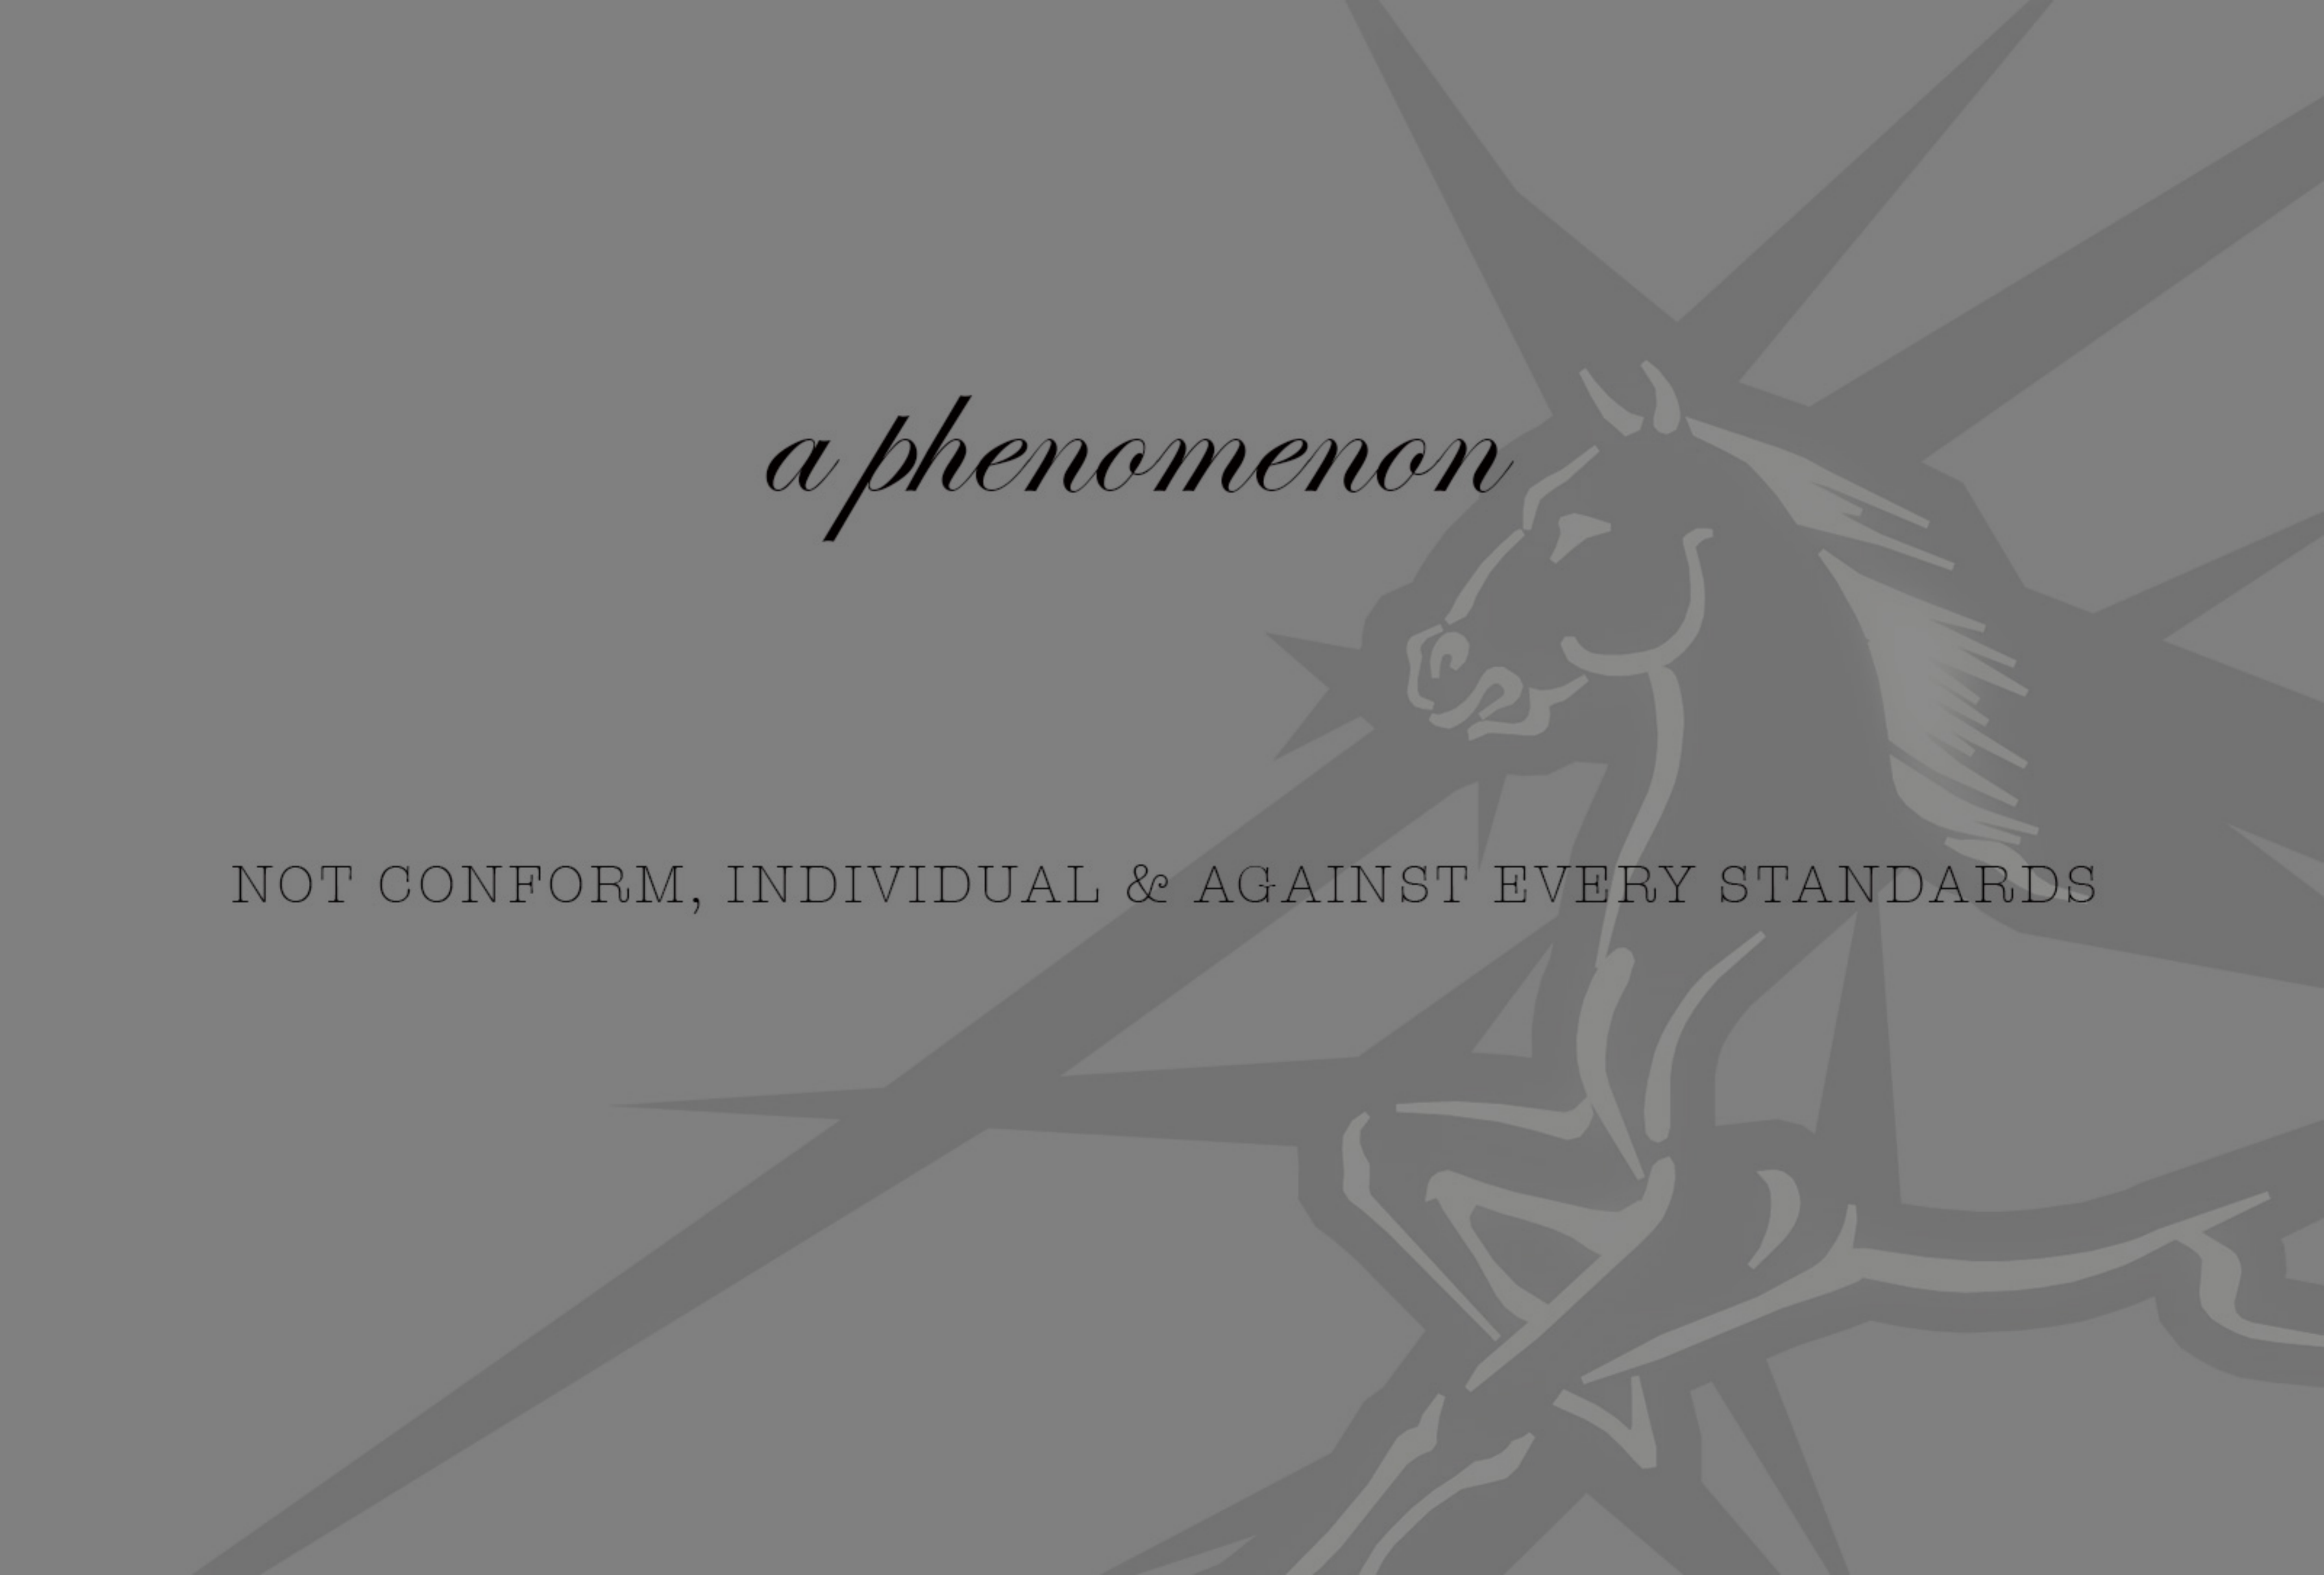 a phenomenon
NOT CONFORM, INDIVIDUAL & AGAINST EVERY STANDARDS